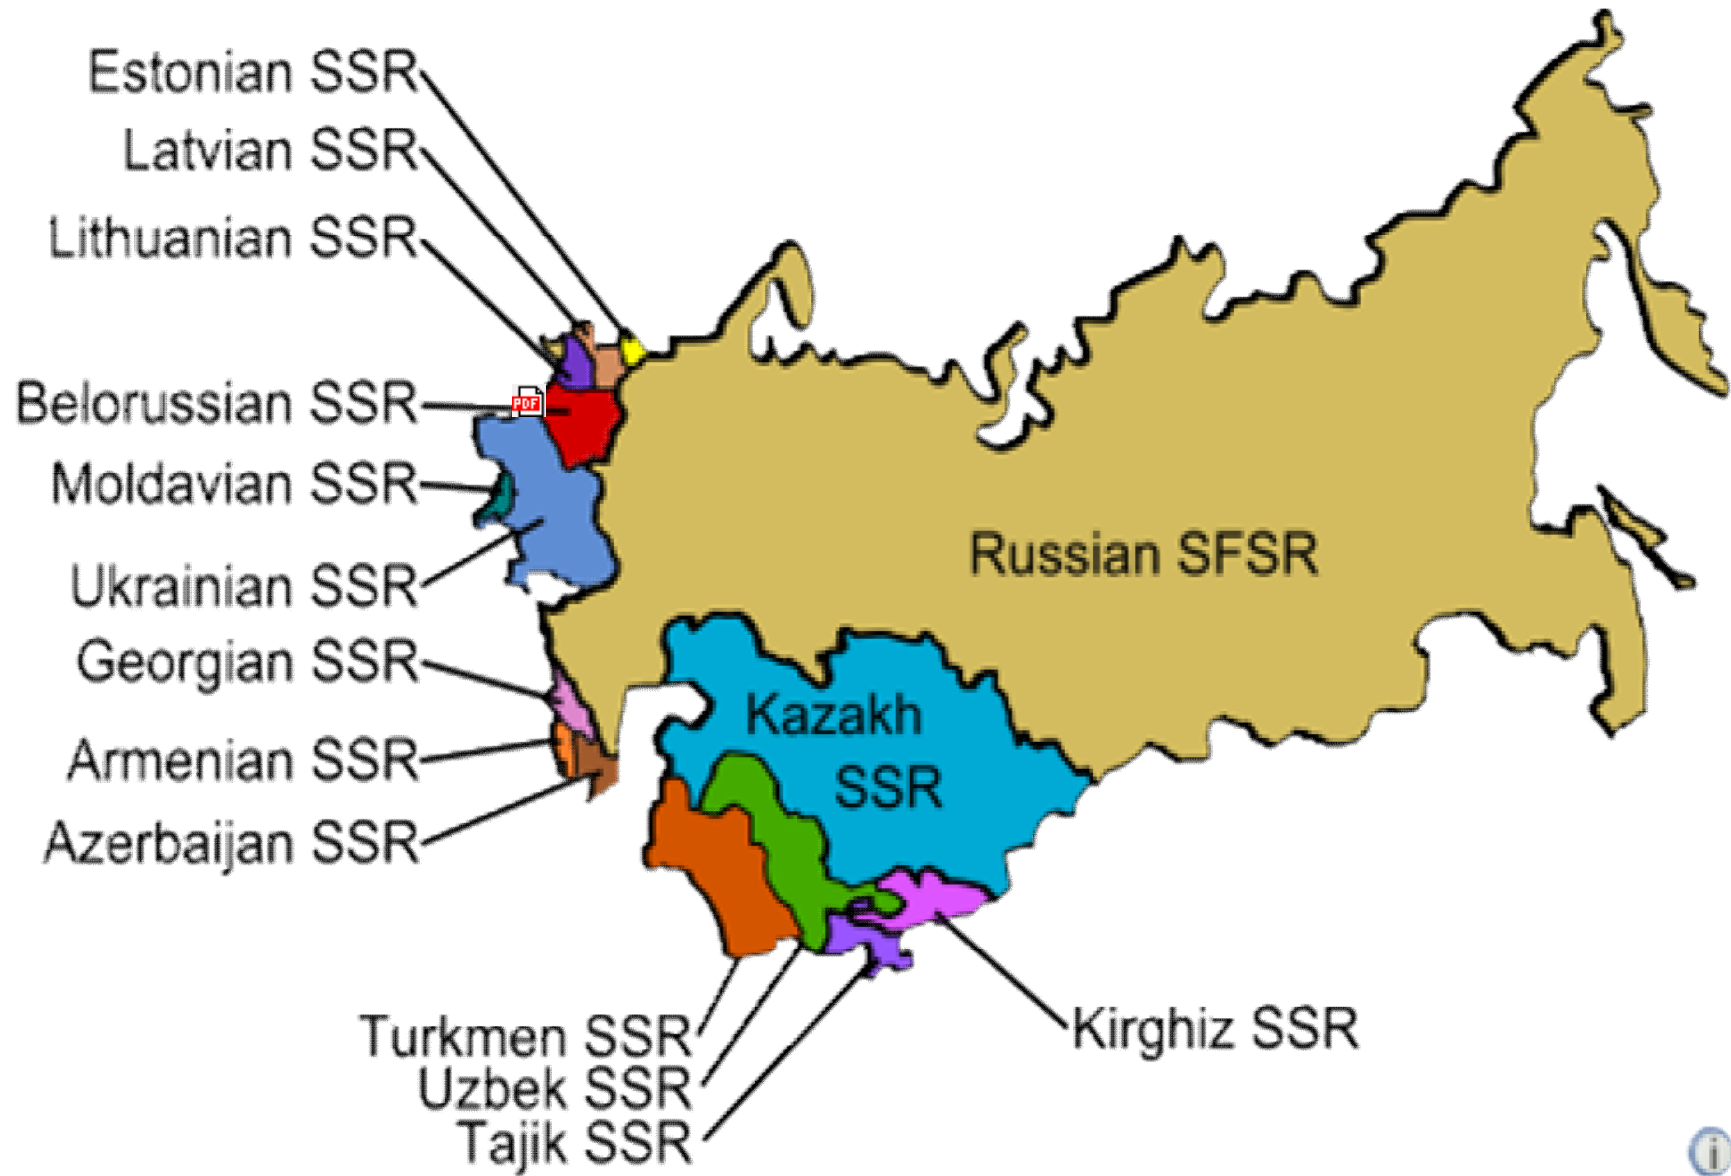 Estonian SSR
Latvian SSR
Lithuanian SSR
Belorussian SSR
PDF
Moldavian SSR
Ukrainian SSR
Georgian SSR
Armenian SSR
Azerbaijan SSR
Russian SFSR
Kazakh
SSR
Turkmen SSR
Uzbek SSR
Tajik SSR
Kirghiz SSR
i